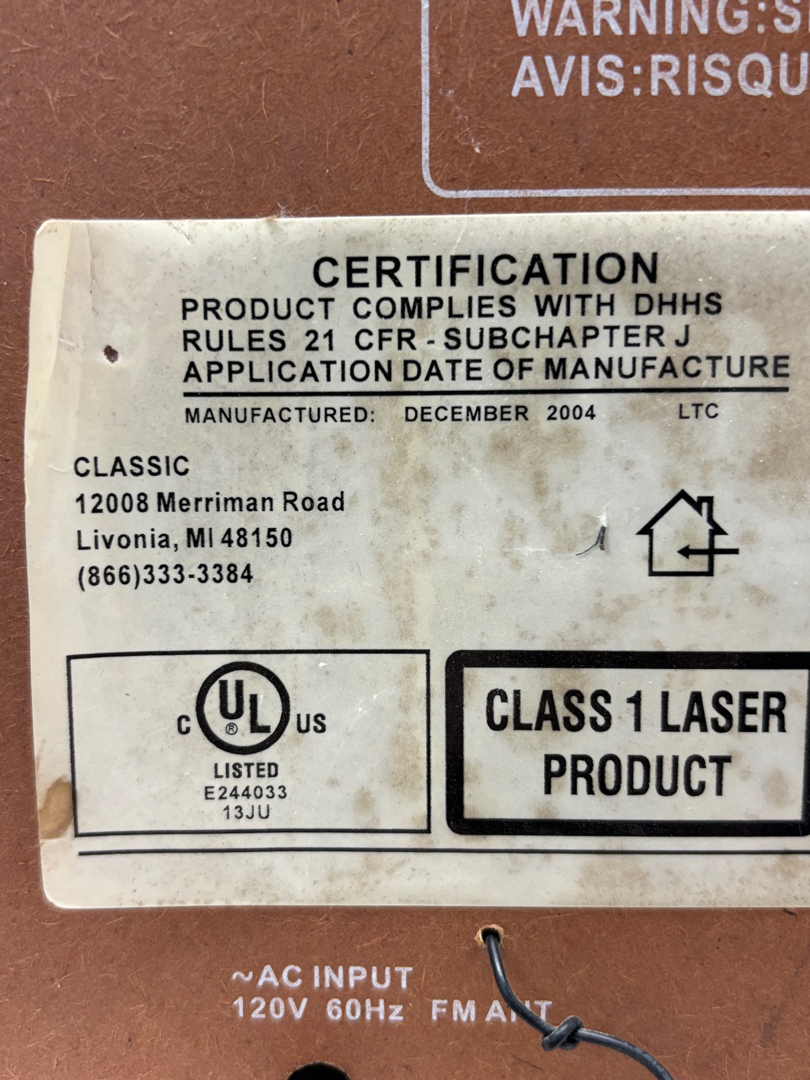 WARNING:S
AVIS:RISQU
CERTIFICATION
PRODUCT COMPLIES WITH DHHS
RULES 21 CFR - SUBCHAPTER J
APPLICATION DATE OF MANUFACTURE
MANUFACTURED: DECEMBER 2004 LTC
CLASSIC
12008 Merriman Road
Livonia, MI 48150
(866)333-3384
C UL ® US
LISTED
E244033
13JU
CLASS 1 LASER
PRODUCT
~AC INPUT
120V 60Hz FM ANT